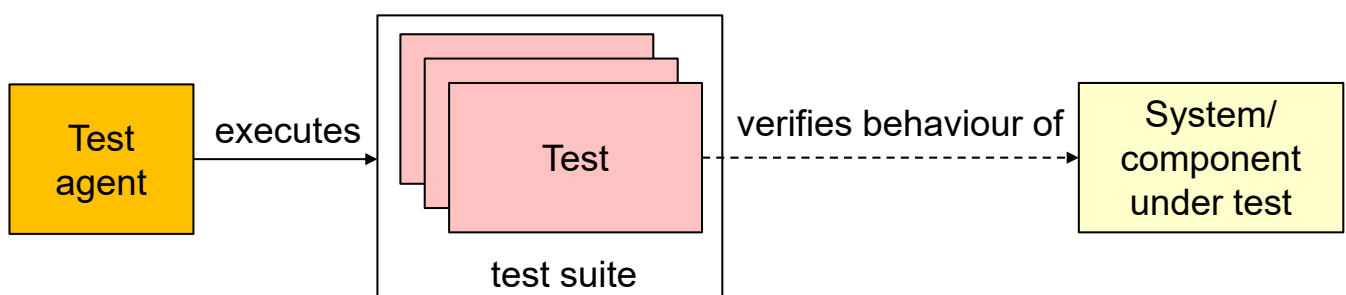 Test
agent
executes
Test
test suite
verifies behaviour of
System/
component
under test